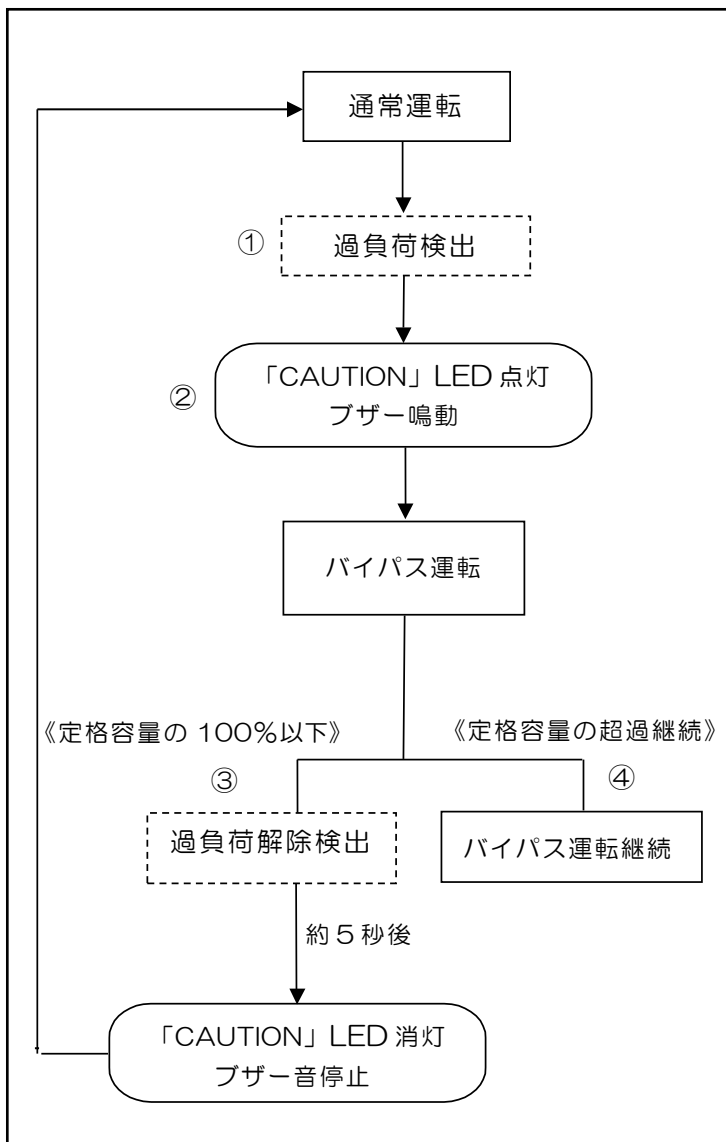 通常運転
① 過負荷検出
② 「CAUTION」LED 点灯
ブザー鳴動
バイパス運転
《定格容量の 100%以下》
《定格容量の超過継続》
③
④
過負荷解除検出
バイパス運転継続
約5秒後
「CAUTION」LED 消灯
ブザー音停止